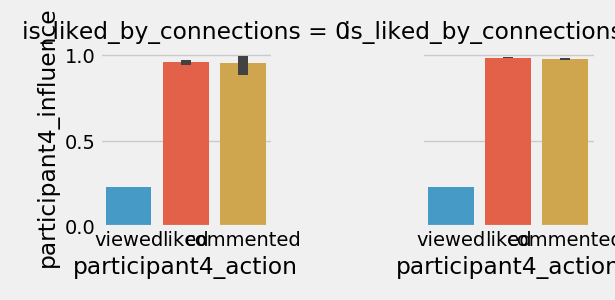 is_liked_by_connections = 0
is_liked_by_connections
participant4_influence
1.0
0.5
0.0
viewed liked commented
viewed liked commented
participant4_action
participant4_action